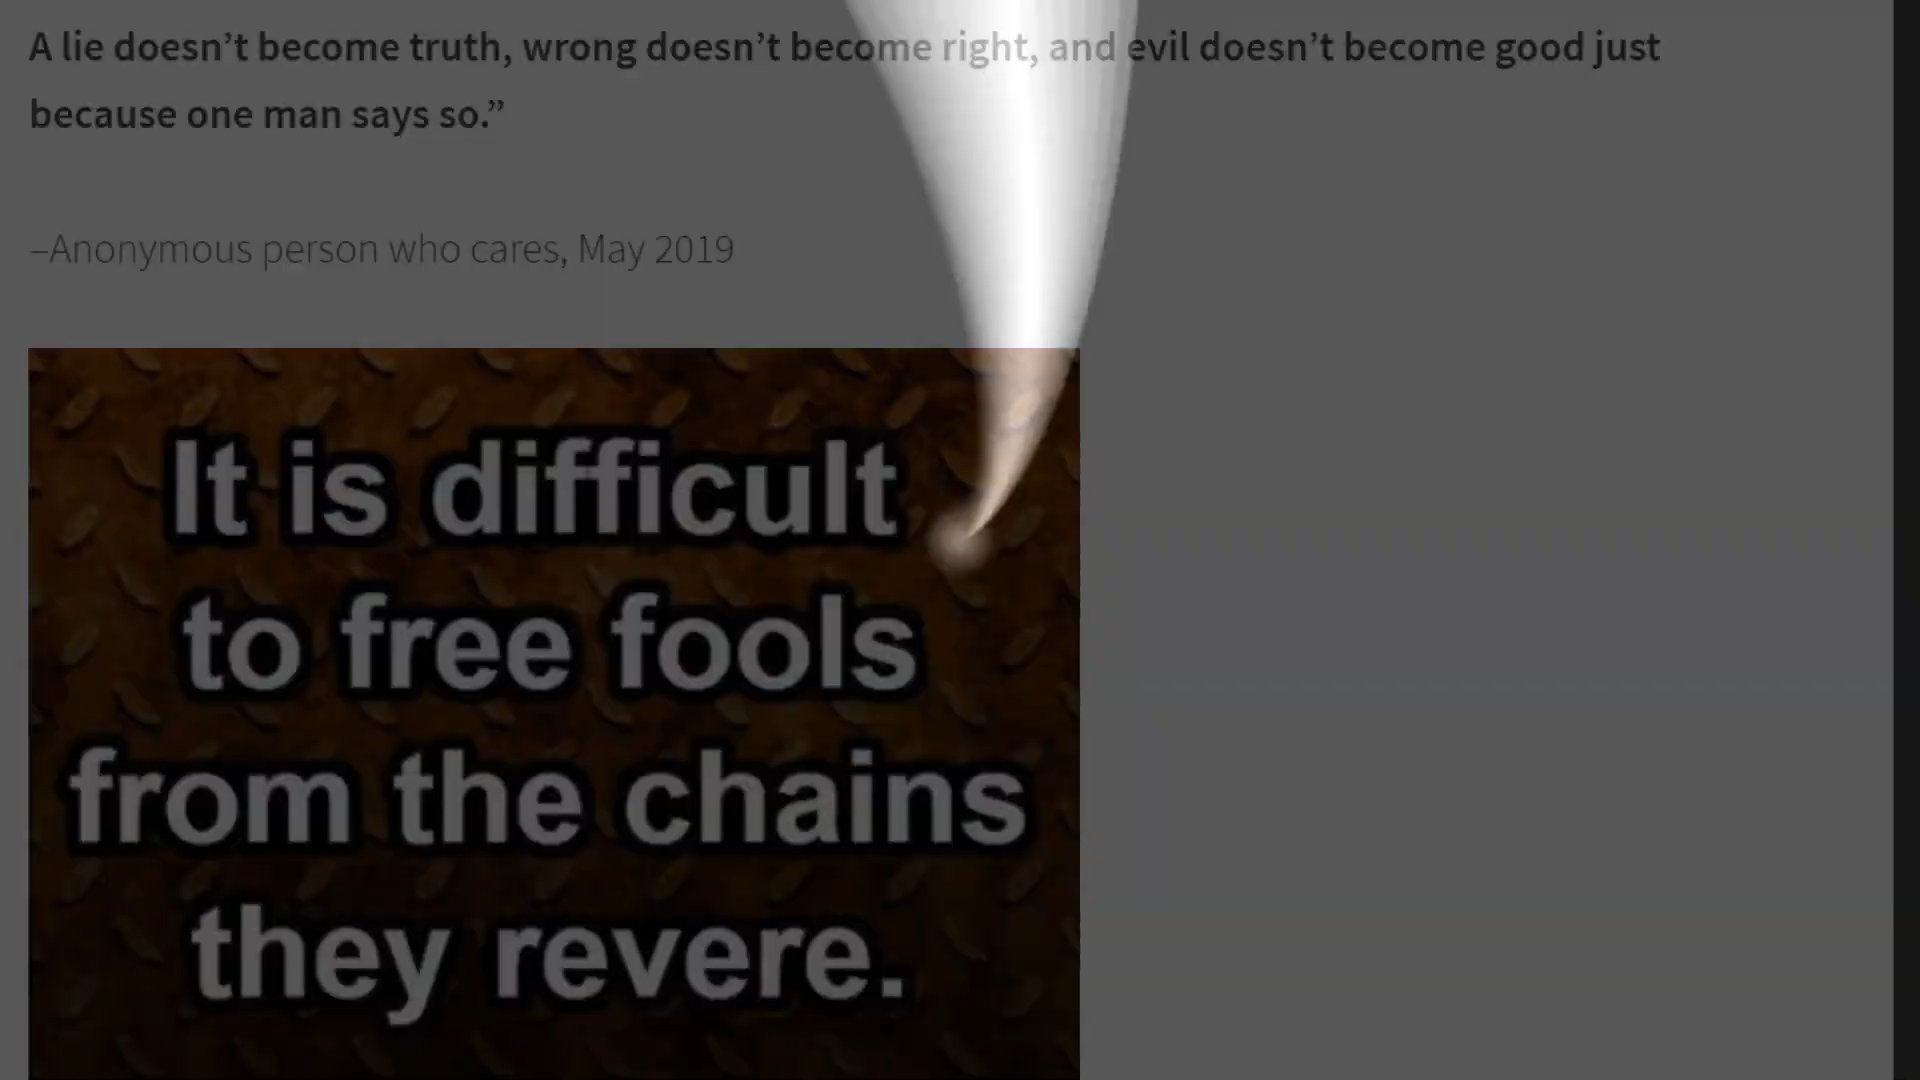 A lie doesn’t become truth, wrong doesn’t become right, and evil doesn’t become good just
because one man says so.”
–Anonymous person who cares, May 2019
It is difficult
to free fools
from the chains
they revere.